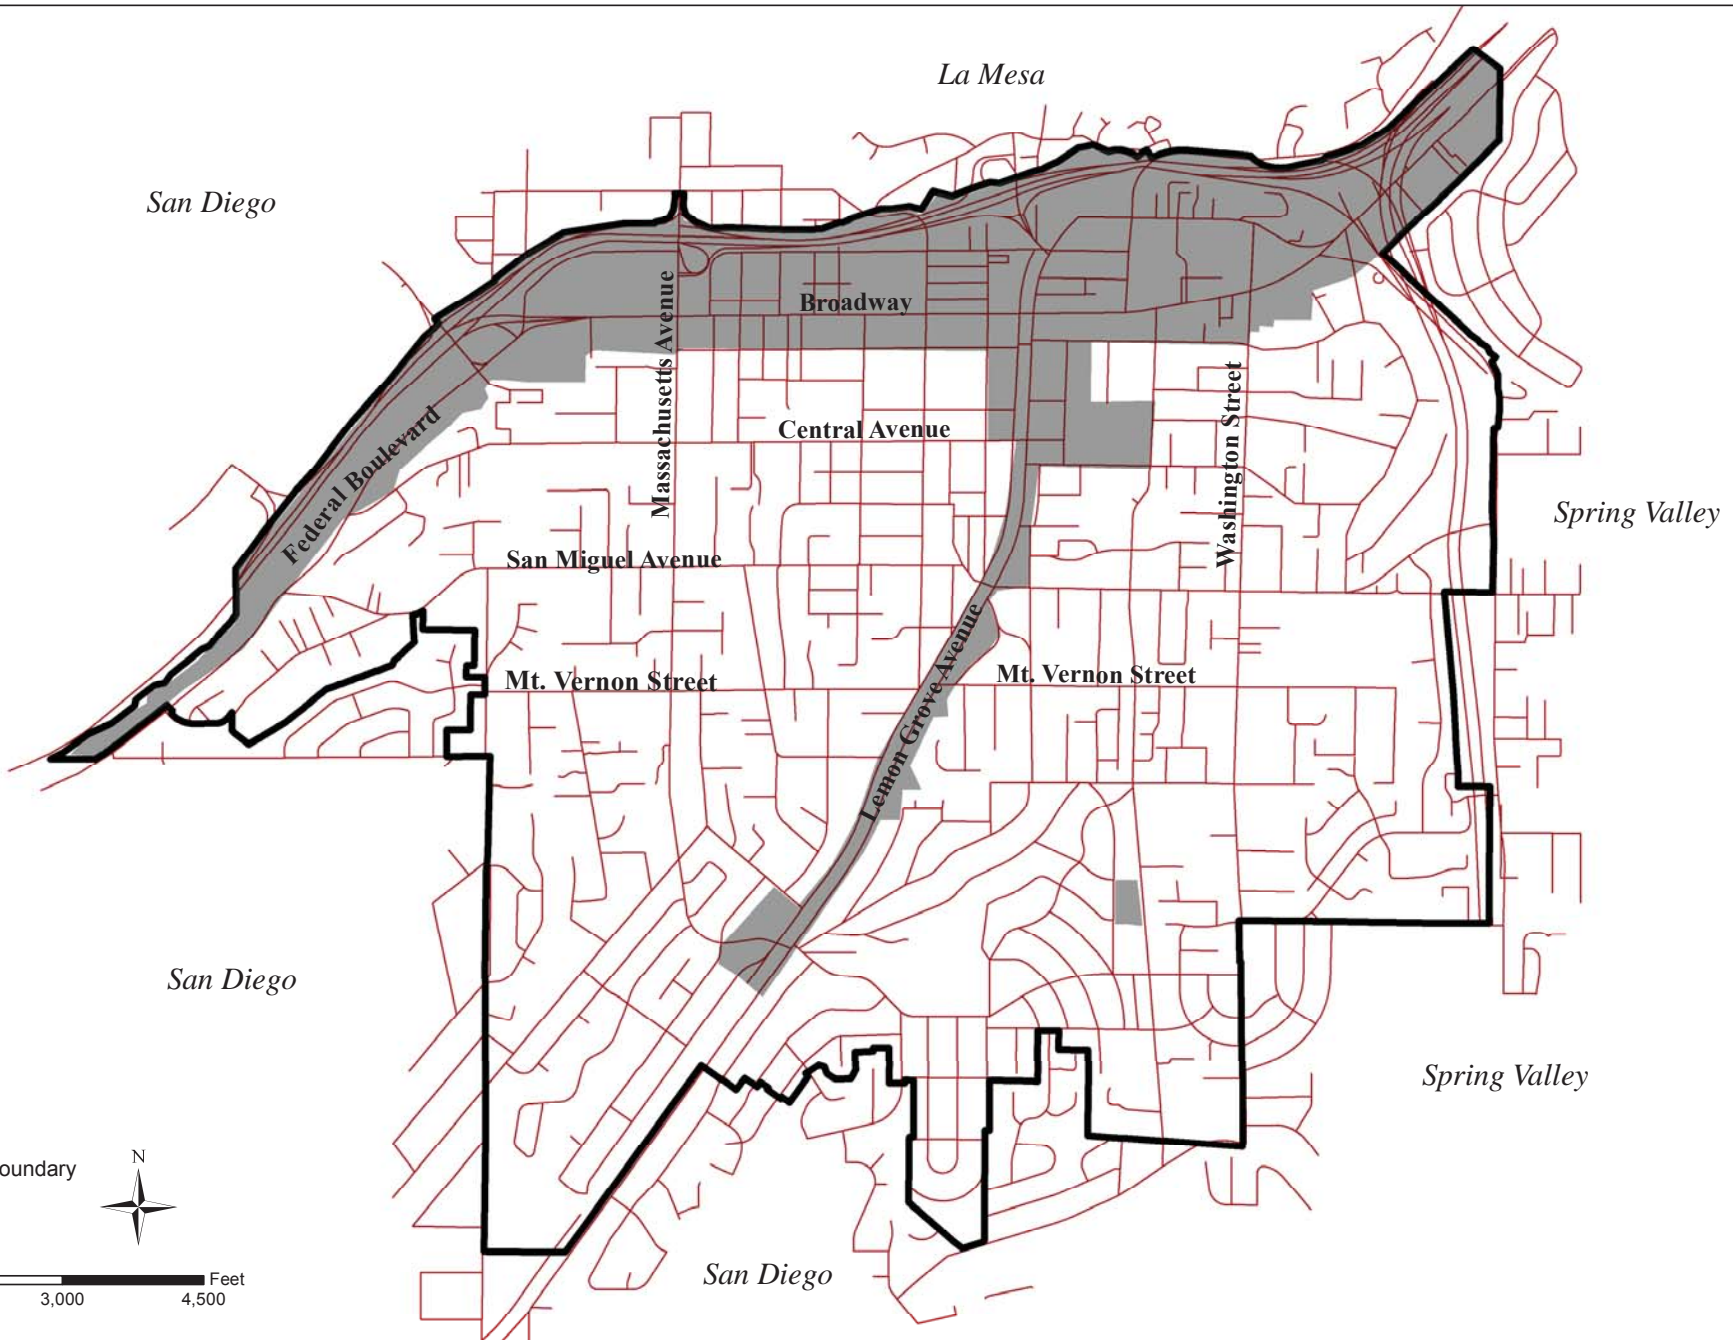 La Mesa
San Diego
Broadway
Massachusetts Avenue
Central Avenue
Washington Street
Federal Boulevard
Spring Valley
San Miguel Avenue
Lemon Grove Avenue
Mt. Vernon Street
Mt. Vernon Street
San Diego
Spring Valley
oundary
N
San Diego
Feet
3,000
4,500